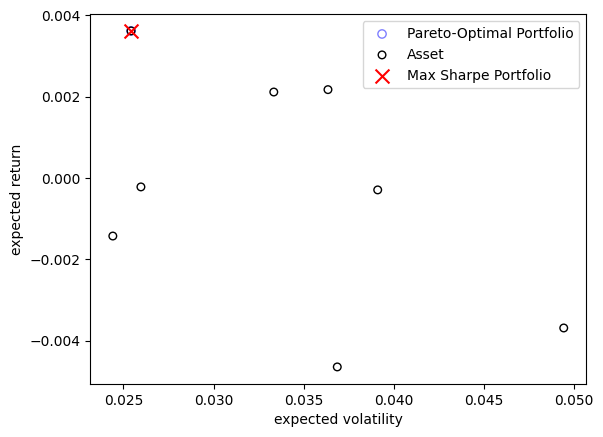 0.004
0.002
0.000
−0.002
−0.004
expected return
Pareto-Optimal Portfolio
Asset
Max Sharpe Portfolio
0.025
0.030
0.035
0.040
0.045
0.050
expected volatility